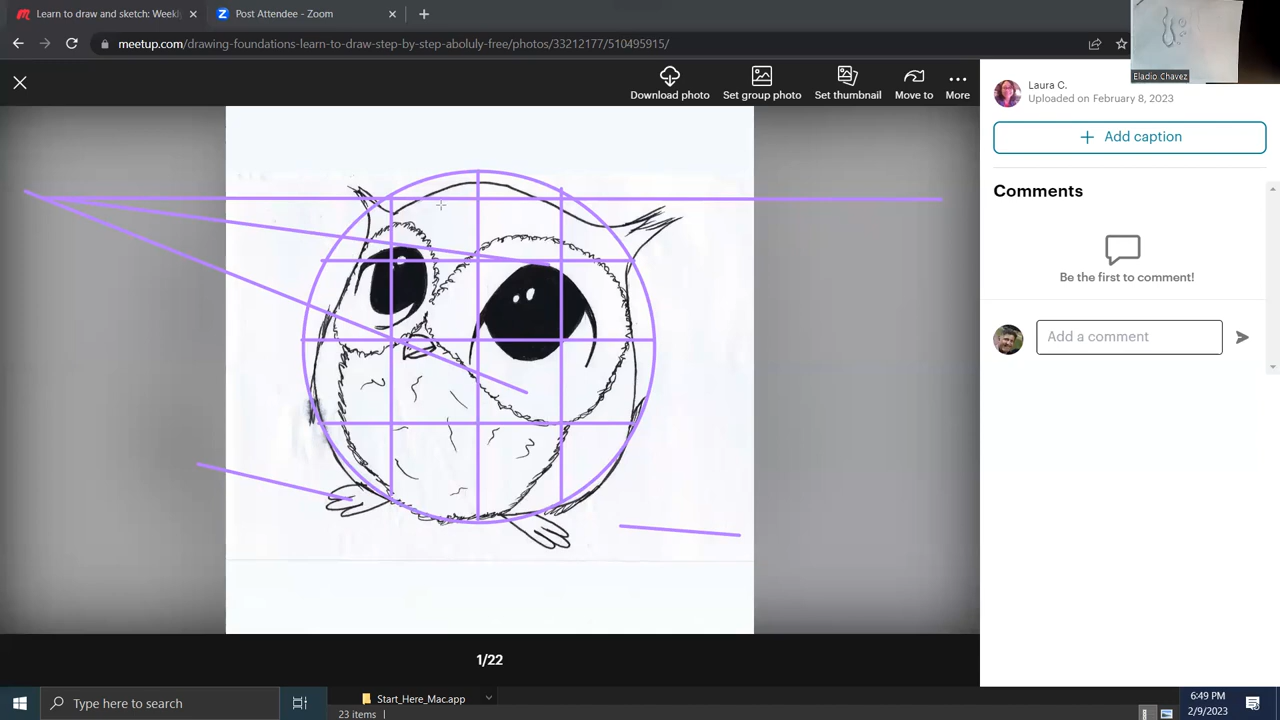 Learn to draw and sketch: Weekl
Post Attendee - Zoom
meetup.com/drawing-foundations-learn-to-draw-step-by-step-aboluly-free/photos/33212177/510495915/
Eladio Chavez
Download photo
Set group photo
Set thumbnail
Move to
More
Laura C.
Uploaded on February 8, 2023
Add caption
Comments
Be the first to comment!
Add a comment
1/22
Type here to search
Start_Here_Mac.app
23 items
6:49 PM
2/9/2023